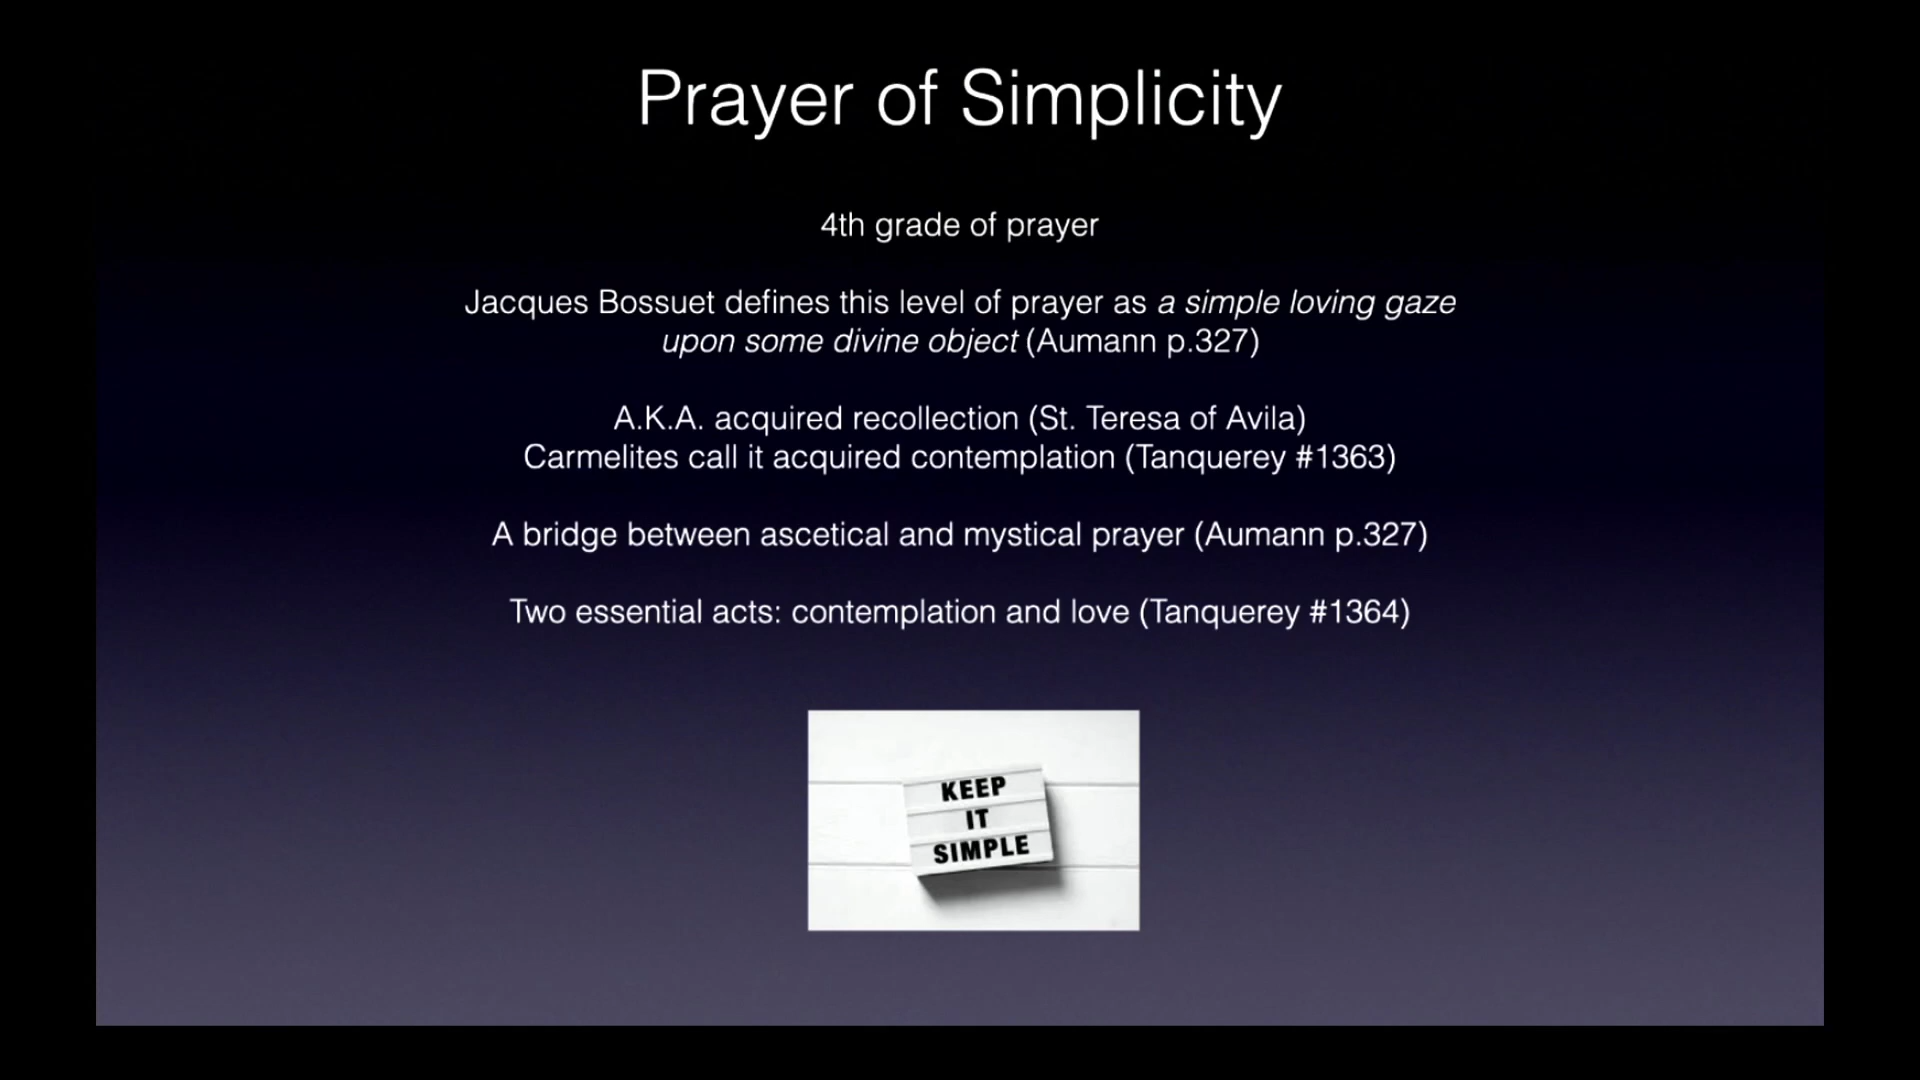 Prayer of Simplicity
4th grade of prayer
Jacques Bossuet defines this level of prayer as a simple loving gaze
upon some divine object (Aumann p.327)
A.K.A. acquired recollection (St. Teresa of Avila)
Carmelites call it acquired contemplation (Tanquerey #1363)
A bridge between ascetical and mystical prayer (Aumann p.327)
Two essential acts: contemplation and love (Tanquerey #1364)
KEEP
IT
SIMPLE